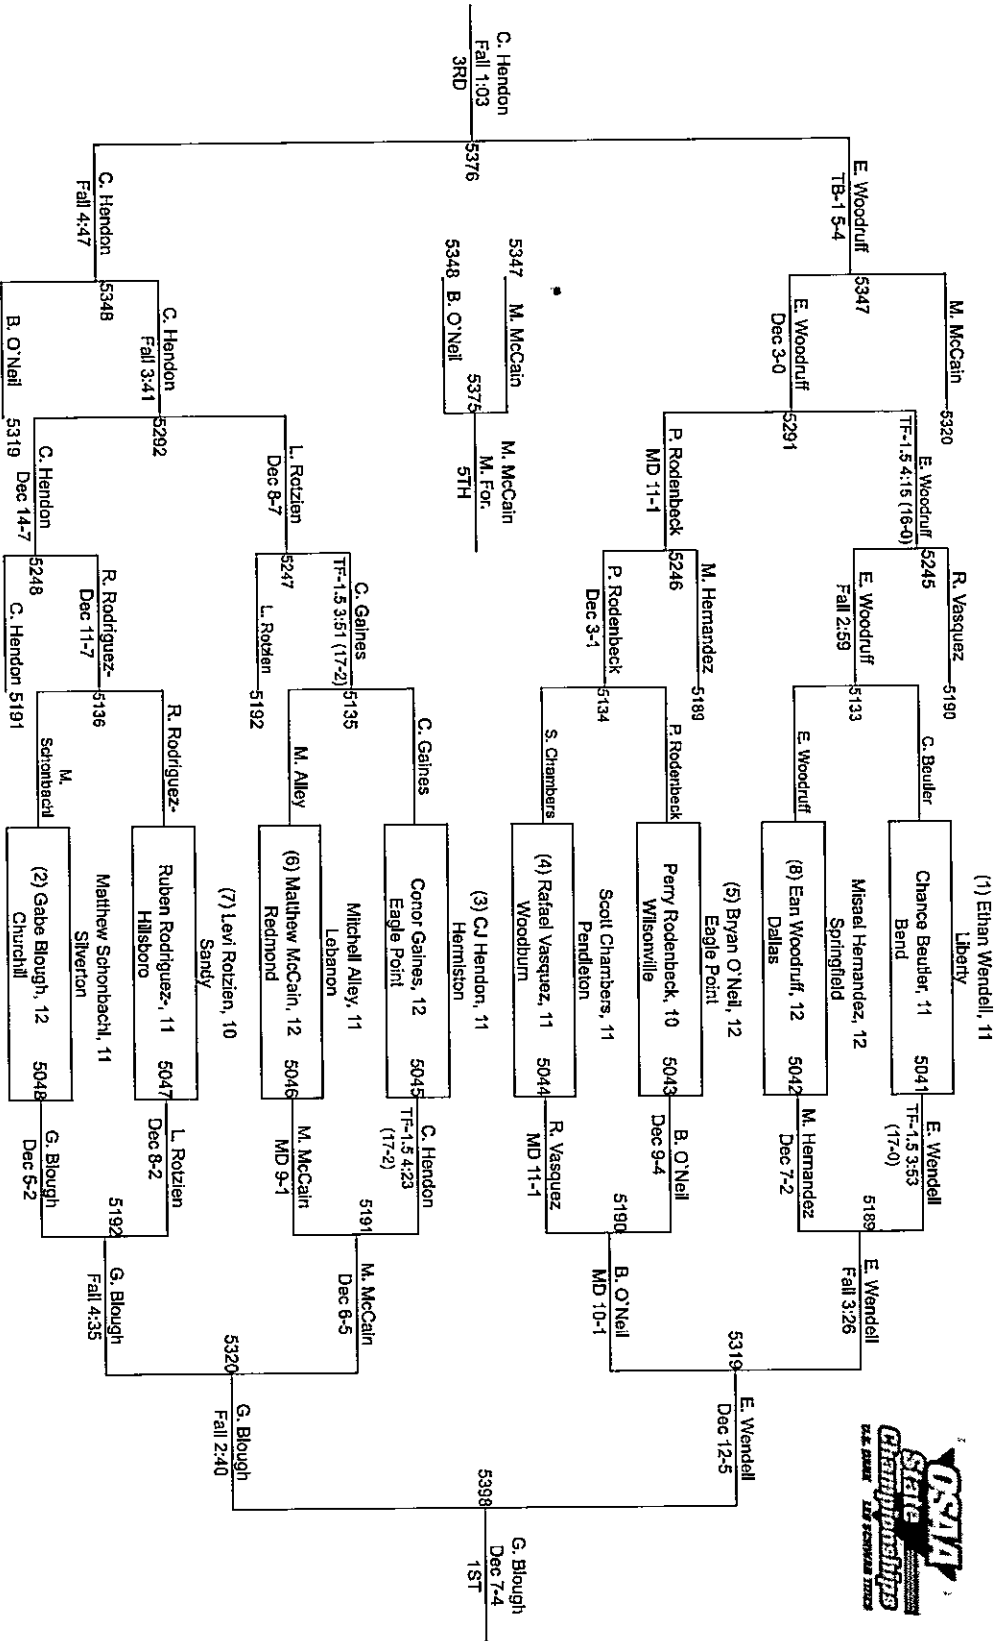 OSAA
State
Championships
U.S. BANK LES SCHWAB TIRES
(1) Ethan Wendell, 11
Liberty
Chance Beutler, 11
Bend
5041
Misael Hernandez, 12
Springfield
(8) Ean Woodruff, 12
Dallas
5042
(5) Bryan O'Neil, 12
Eagle Point
Perry Rodenbeck, 10
Wilsonville
5043
Scott Chambers, 11
Pendleton
(4) Rafael Vasquez, 11
Woodburn
5044
(3) CJ Hendon, 11
Hermiston
Conor Gaines, 12
Eagle Point
5045
Mitchell Alley, 11
Lebanon
(6) Matthew McCain, 12
Redmond
5046
(7) Levi Rotzien, 10
Sandy
Ruben Rodriguez-, 11
Hillsboro
5047
Matthew Schonbachl, 11
Silverton
(2) Gabe Blough, 12
Churchill
5048
E. Wendell
TF-1.5 3:53
(17-0)
M. Hernandez
Dec 7-2
B. O'Neil
Dec 9-4
R. Vasquez
MD 11-1
C. Hendon
TF-1.5 4:23
(17-2)
M. McCain
MD 9-1
L. Rotzien
Dec 8-2
G. Blough
Dec 5-2
5189
E. Wendell
Fall 3:26
5190
B. O'Neil
MD 10-1
5191
M. McCain
Dec 6-5
5192
G. Blough
Fall 4:35
5319
E. Wendell
Dec 12-5
5320
G. Blough
Fall 2:40
5398
G. Blough
Dec 7-4
1ST
C. Beutler
E. Woodruff
P. Rodenbeck
S. Chambers
C. Gaines
M. Alley
R. Rodriguez-
M.
Schonbachl
5133
E. Woodruff
Fall 2:59
5134
P. Rodenbeck
Dec 3-1
5135
C. Gaines
TF-1.5 3:51 (17-2)
5136
R. Rodriguez-
Dec 11-7
R. Vasquez
5190
M. Hernandez
5189
L. Rotzien
5192
C. Hendon
5191
5245
E. Woodruff
TF-1.5 4:15 (16-0)
5246
P. Rodenbeck
MD 11-1
5247
L. Rotzien
Dec 8-7
5248
C. Hendon
Dec 14-7
5291
E. Woodruff
Dec 3-0
5292
C. Hendon
Fall 3:41
M. McCain
5320
B. O'Neil
5319
5347
E. Woodruff
TB-1 5-4
5348
C. Hendon
Fall 4:47
5376
C. Hendon
Fall 1:03
3RD
5347 M. McCain
5348 B. O'Neil
5375
M. McCain
M. For.
5TH